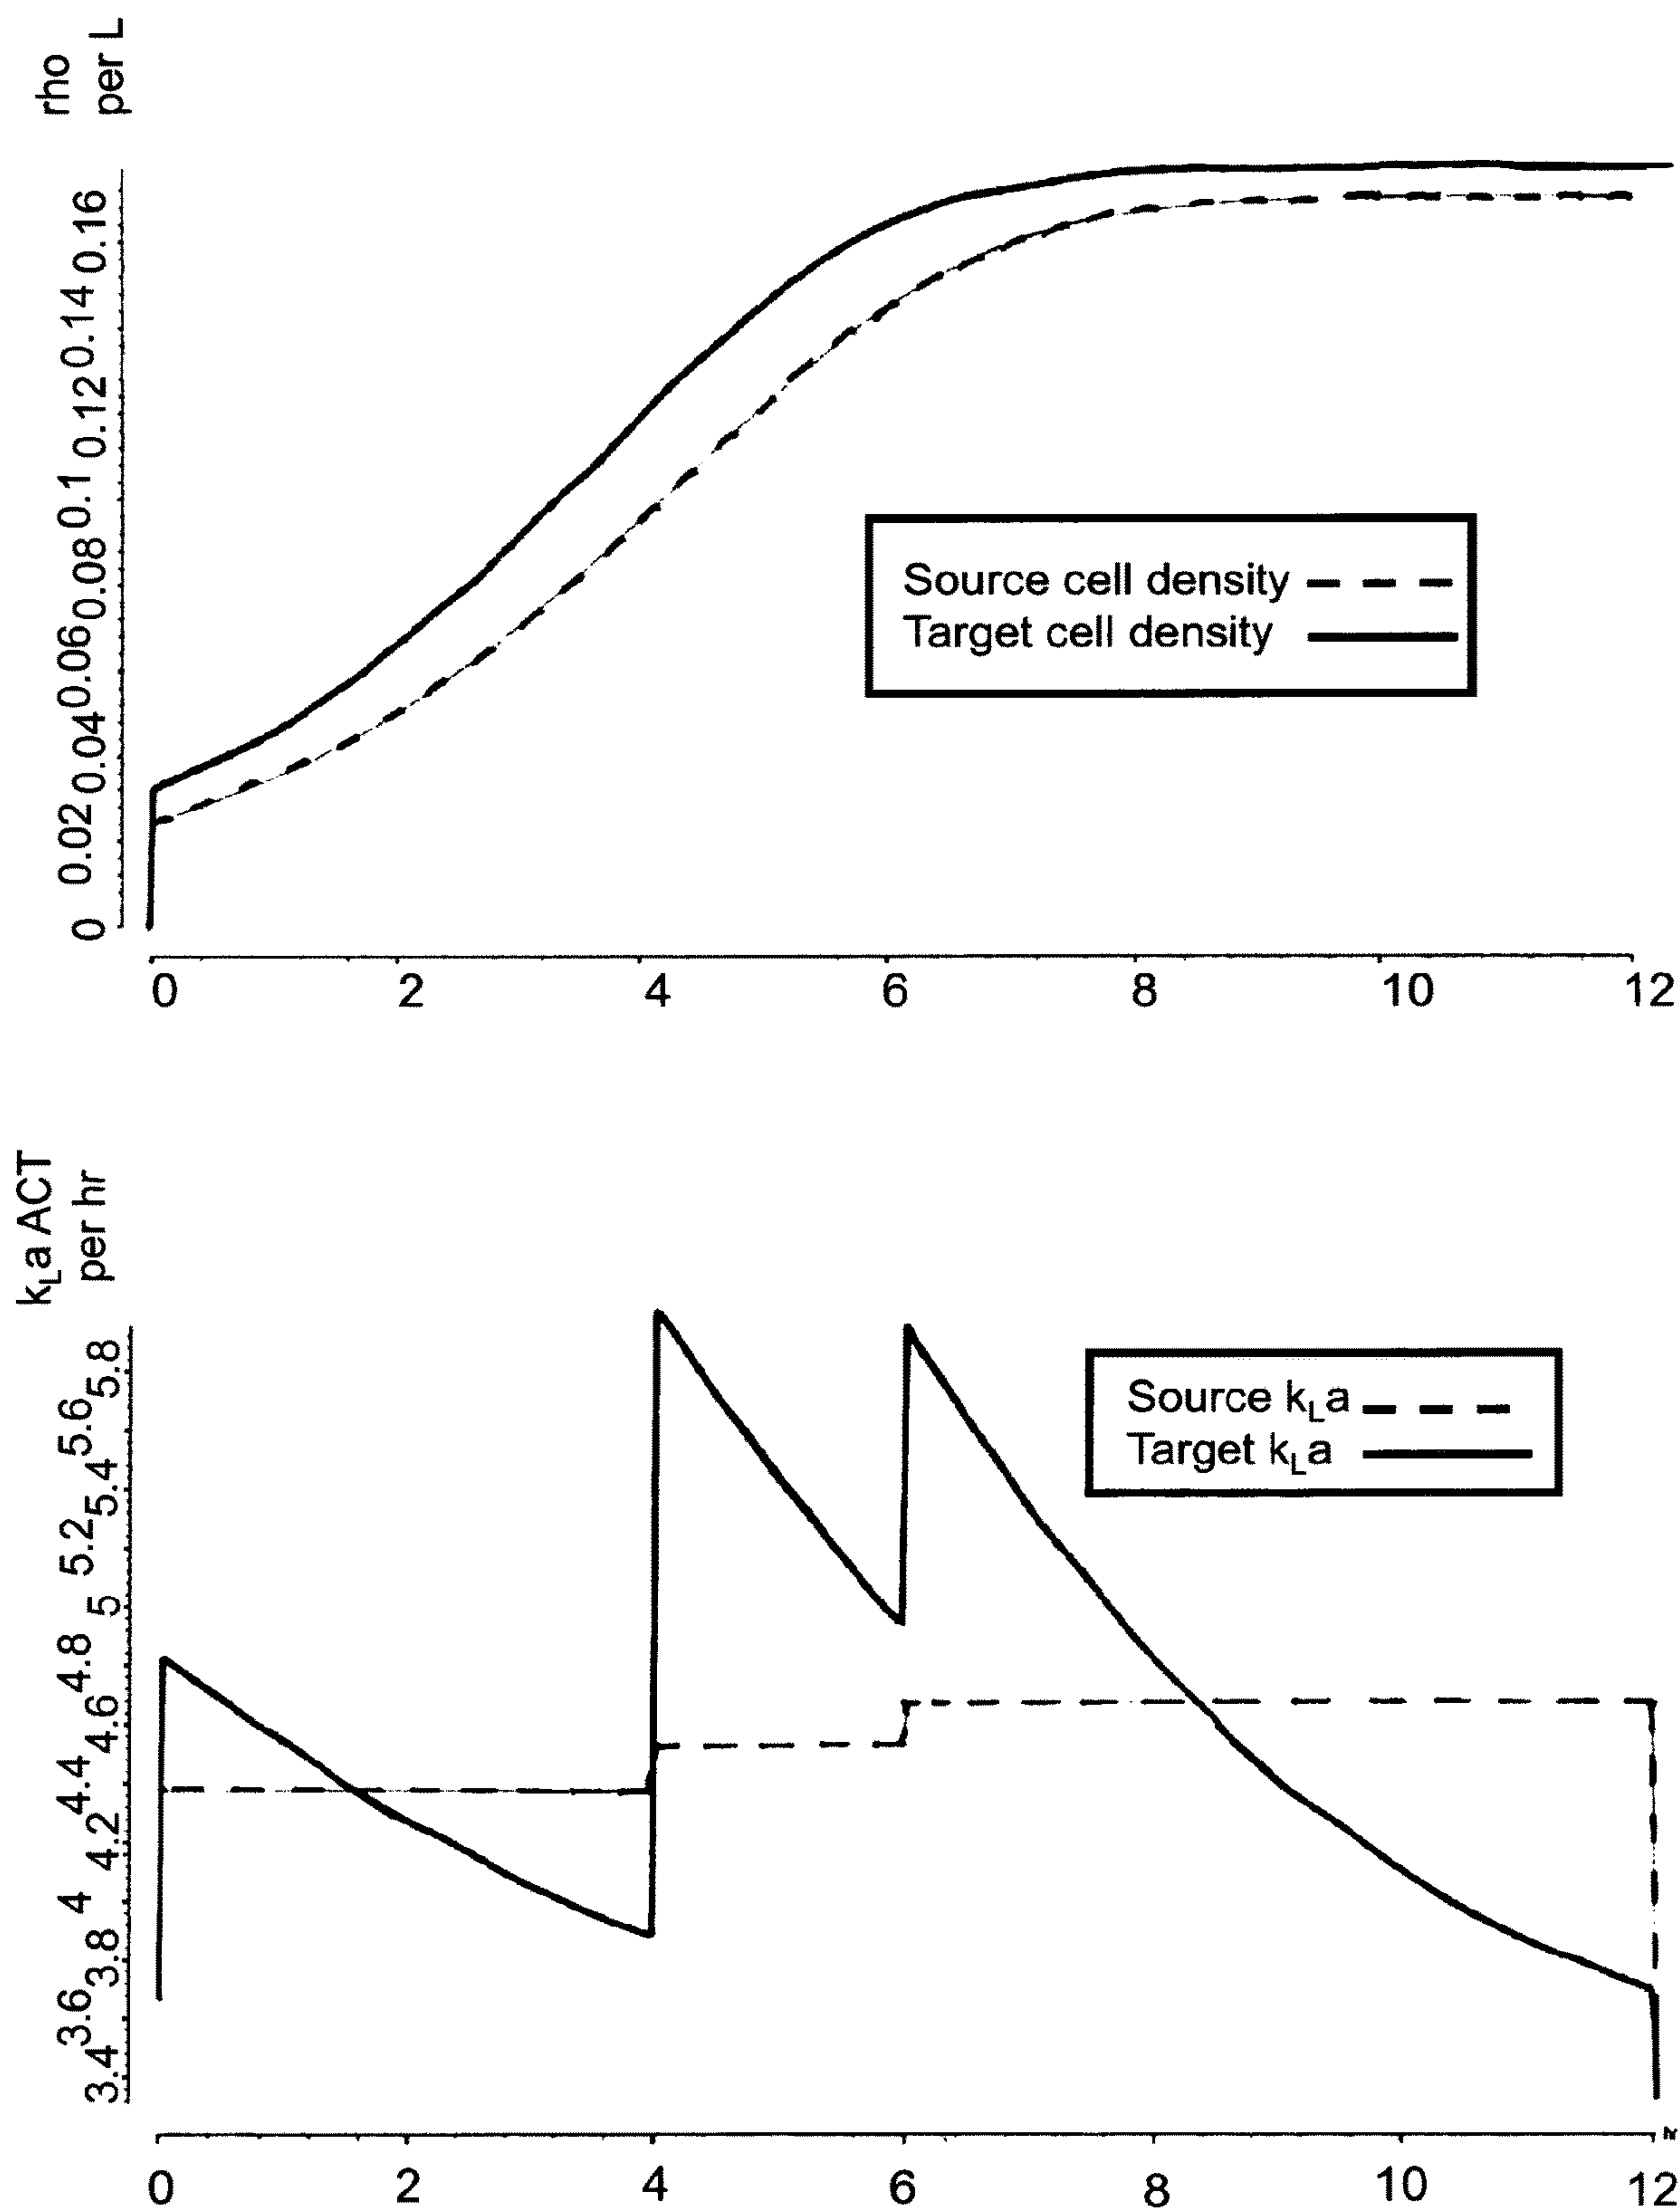 rho
per L
0.16
0.14
0.12
0.1
0.08
0.06
0.04
0.02
0
Source cell density
Target cell density
0 2 4 6 8 10 12
kLa ACT
per hr
5.8
5.6
5.4
5.2
5
4.8
4.6
4.4
4.2
4
3.8
3.6
3.4
Source kLa
Target kLa
hr
0 2 4 6 8 10 12